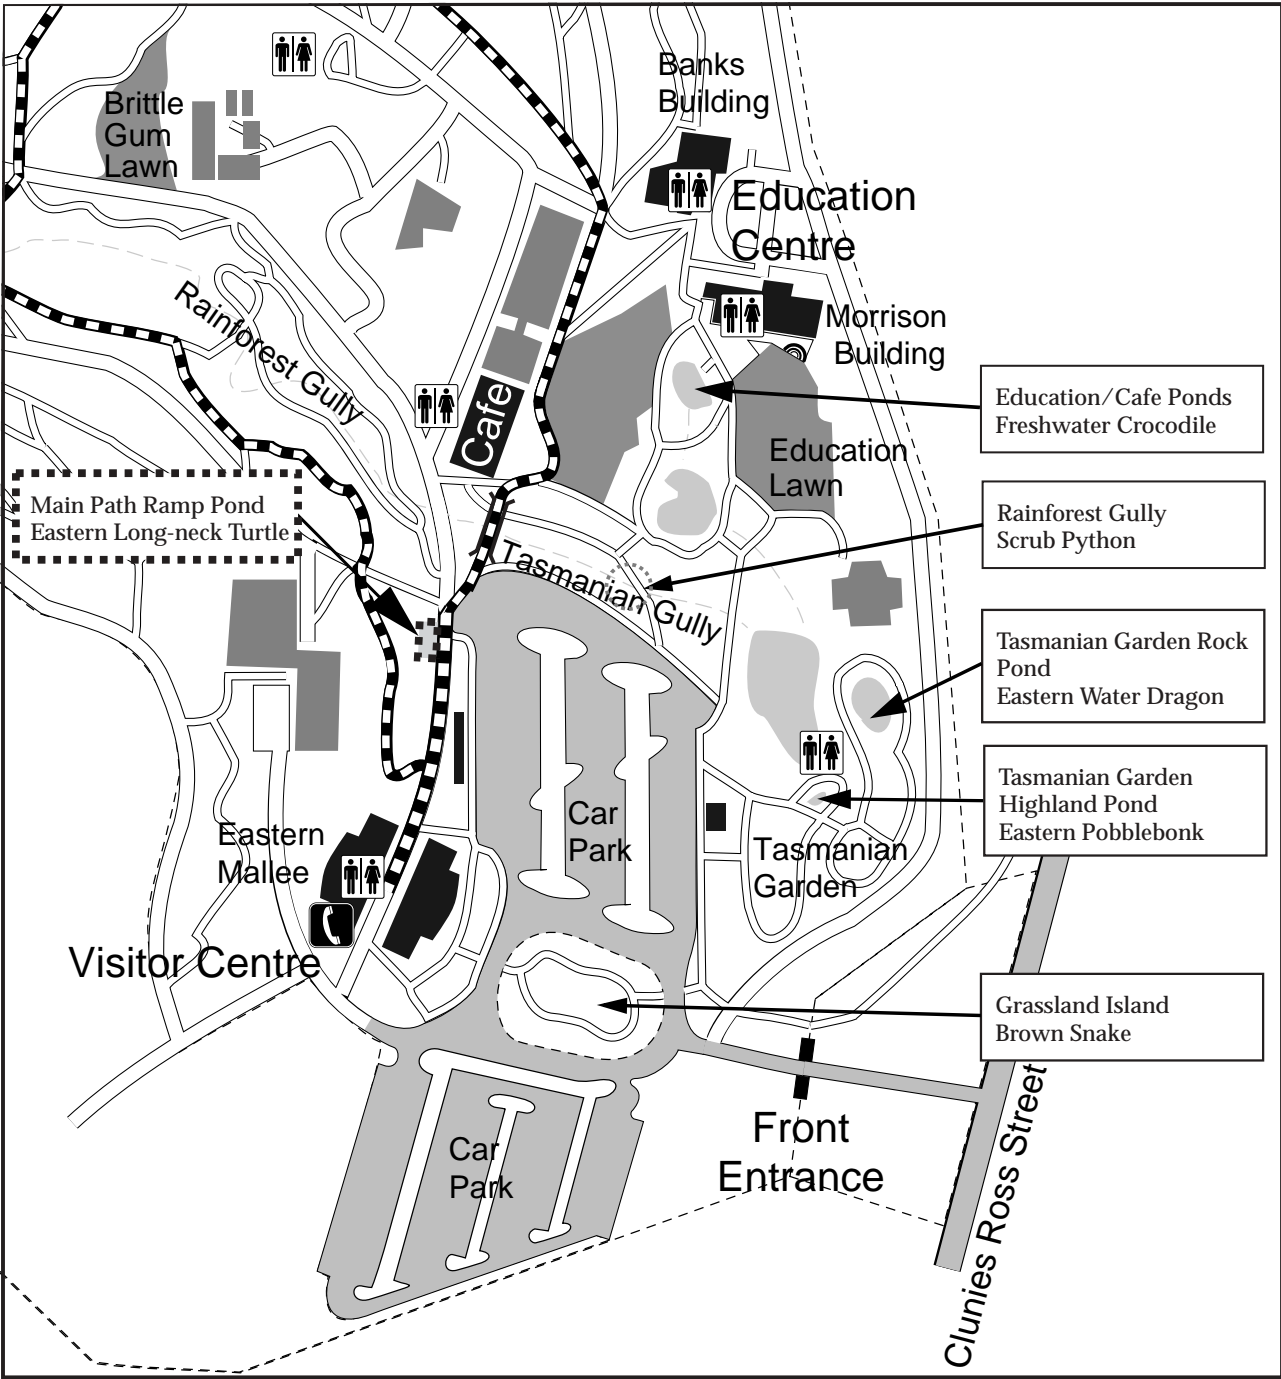 Banks
Building
Brittle
Gum
Lawn
Education
Centre
Rainforest Gully
Morrison
Building
Cafe
Education/Cafe Ponds
Freshwater Crocodile
Education
Lawn
Main Path Ramp Pond
Eastern Long-neck Turtle
Rainforest Gully
Scrub Python
Tasmanian Gully
Tasmanian Garden Rock
Pond
Eastern Water Dragon
Tasmanian Garden
Highland Pond
Eastern Pobblebonk
Car
Park
Eastern
Mallee
Tasmanian
Garden
Visitor Centre
Grassland Island
Brown Snake
Front
Entrance
Car
Park
Clunies Ross Street